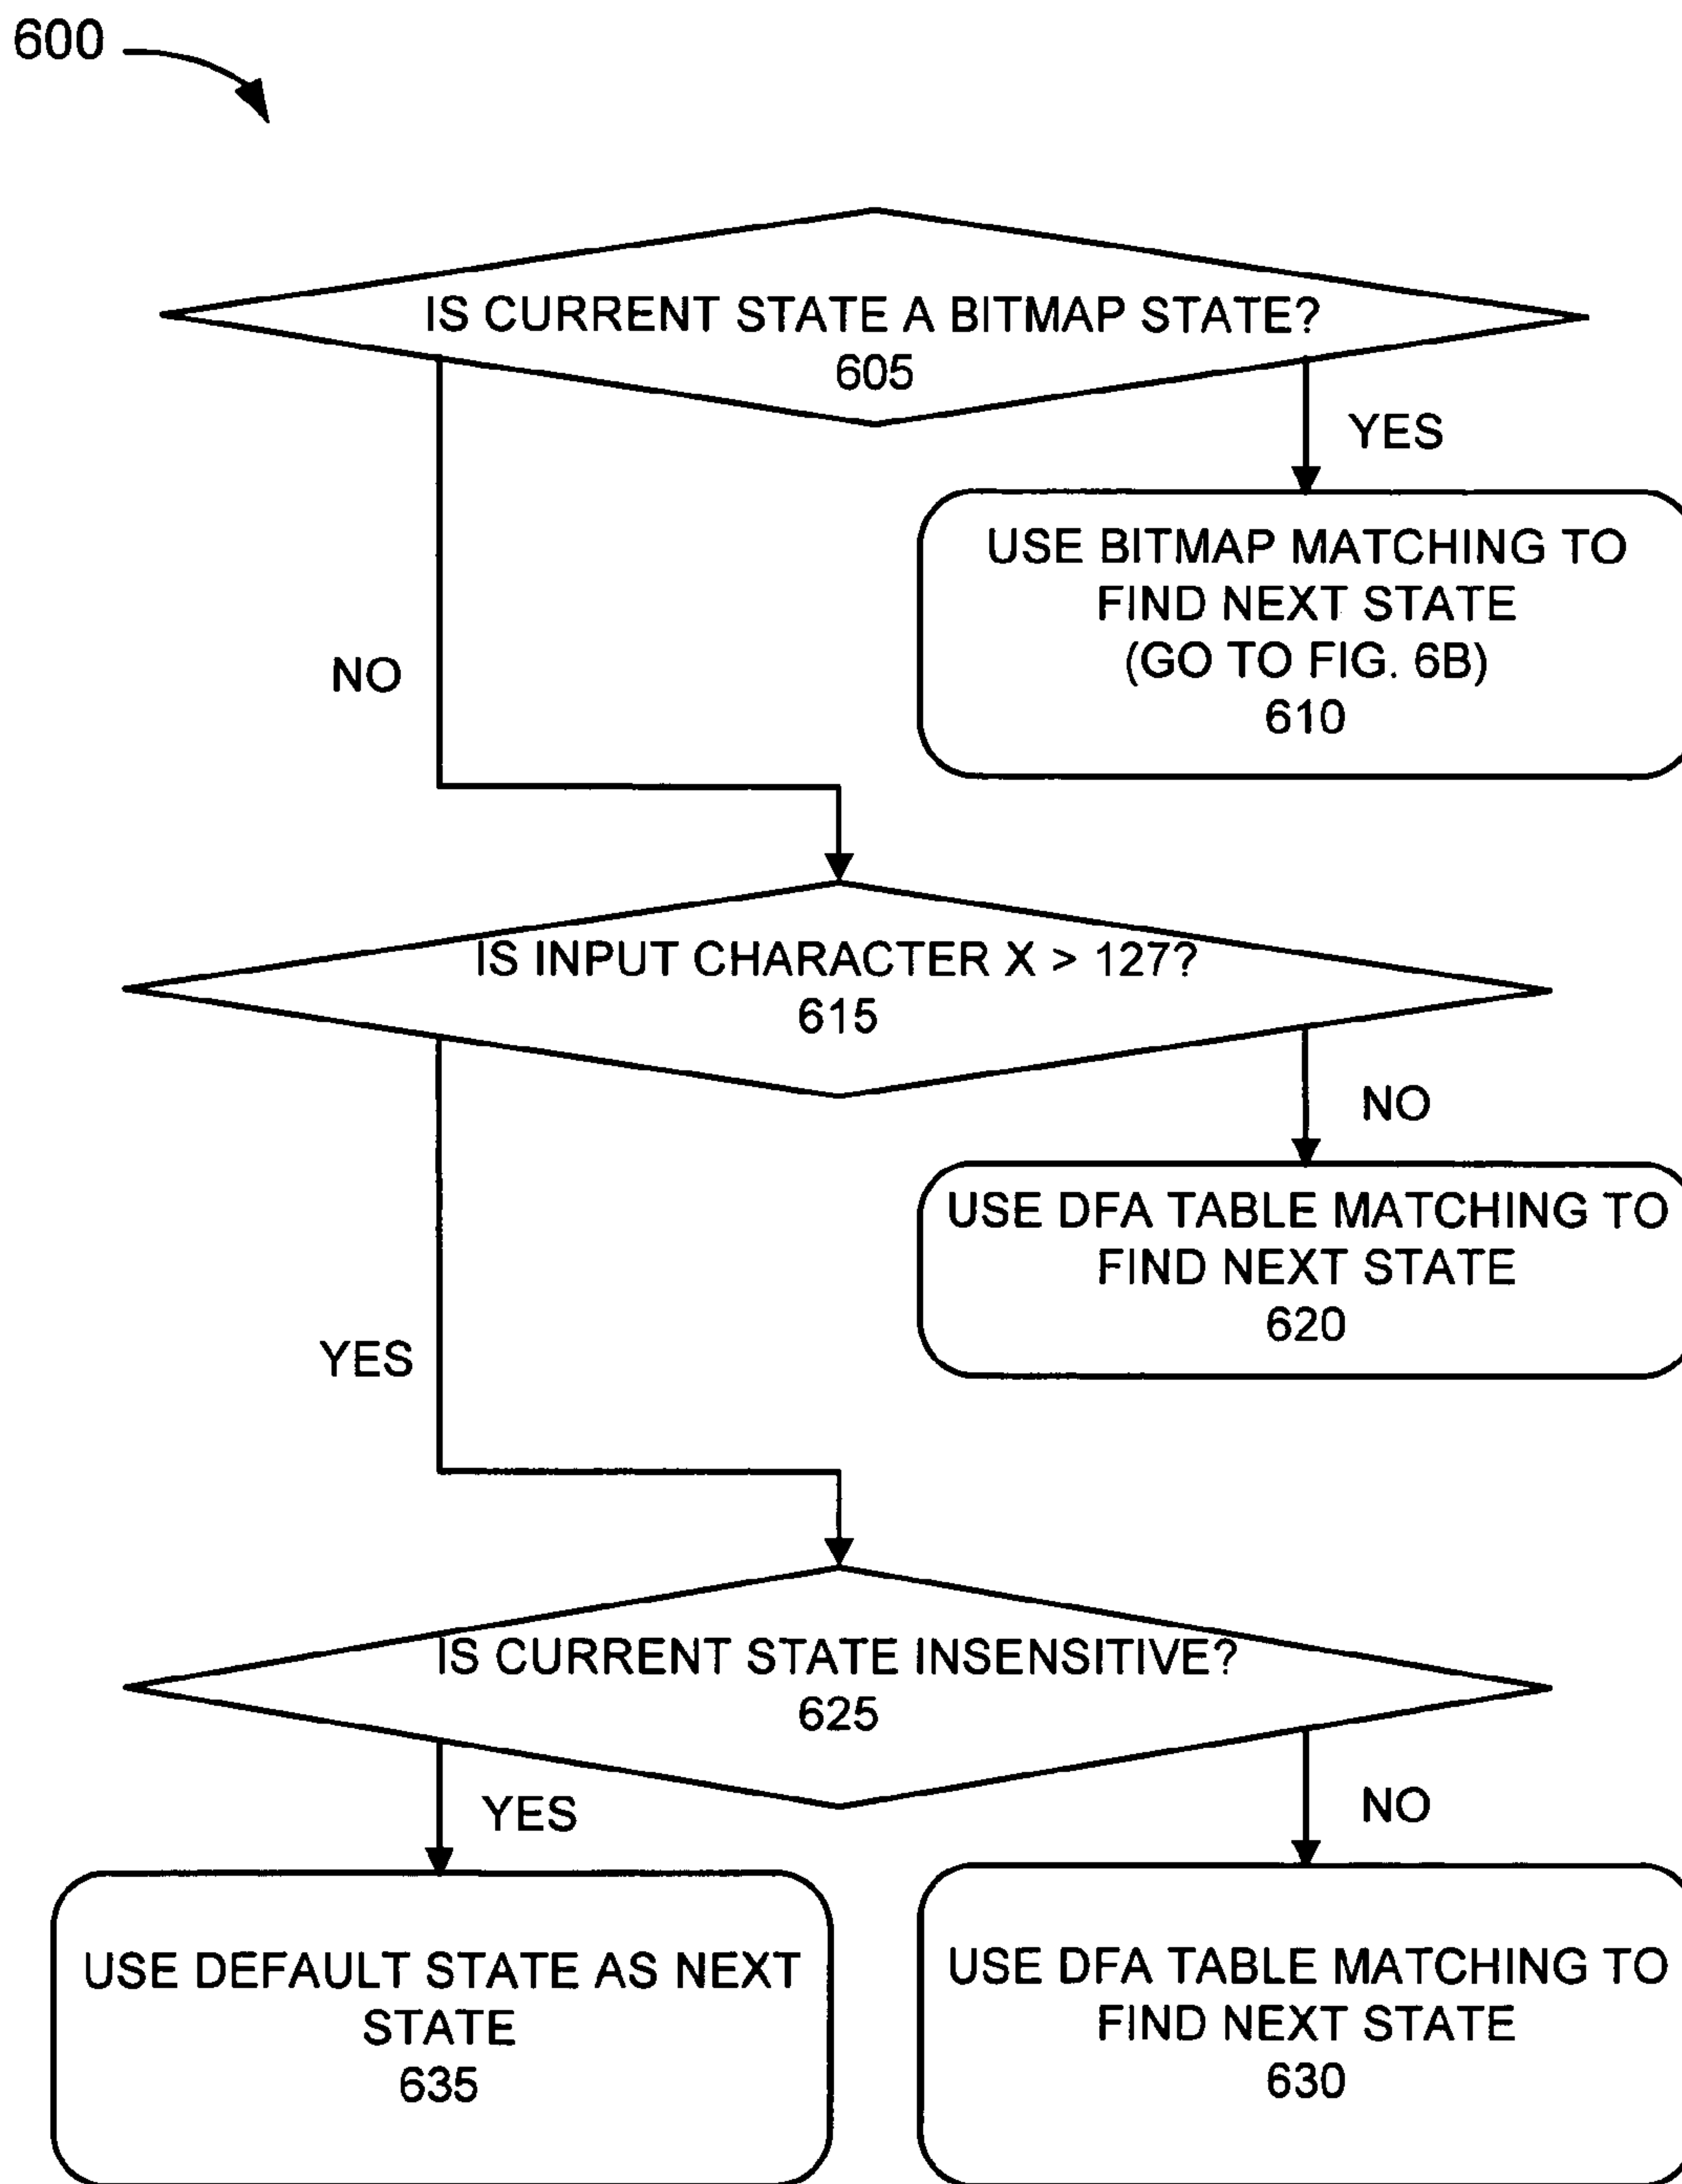 600
IS CURRENT STATE A BITMAP STATE?
605
YES
USE BITMAP MATCHING TO
FIND NEXT STATE
(GO TO FIG. 6B)
610
NO
IS INPUT CHARACTER X > 127?
615
NO
USE DFA TABLE MATCHING TO
FIND NEXT STATE
620
YES
IS CURRENT STATE INSENSITIVE?
625
YES
NO
USE DEFAULT STATE AS NEXT
STATE
635
USE DFA TABLE MATCHING TO
FIND NEXT STATE
630